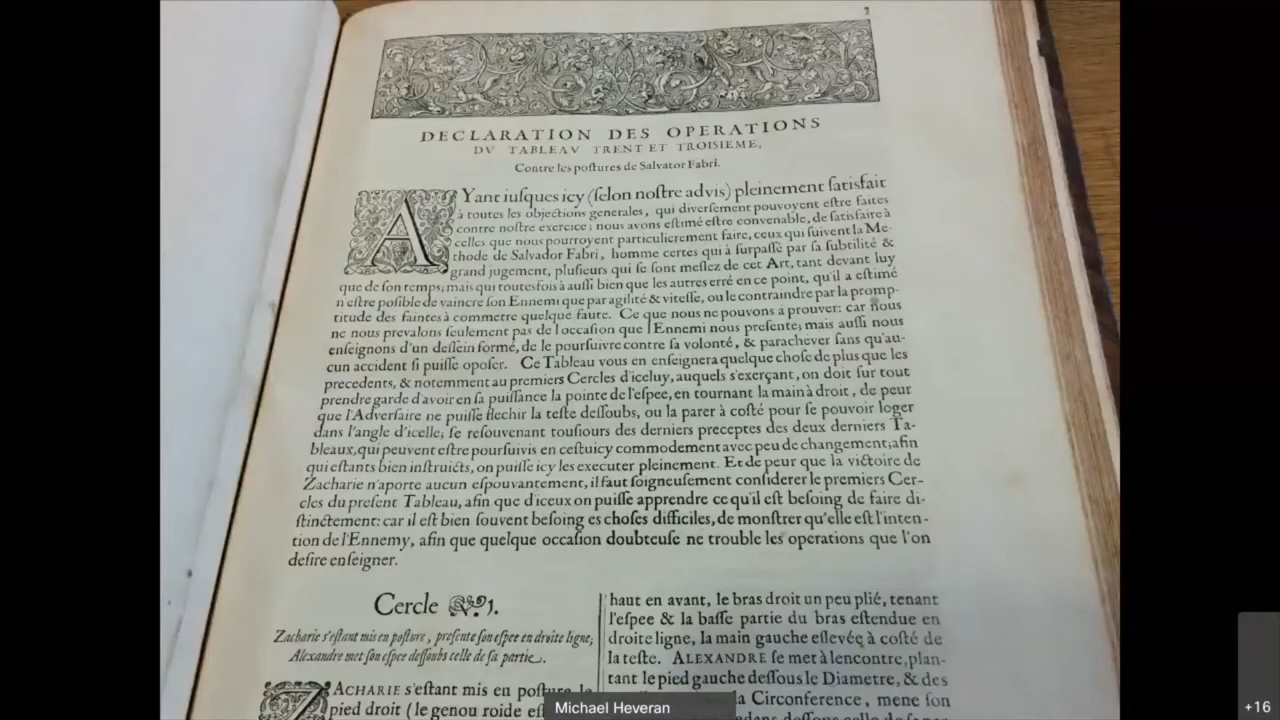 1
DECLARATION DES OPERATIONS
DV TABLEAV TRENT ET TROISIEME,
Contre les poſtures de Salvator Fabri.
AYant iuſques icy (ſelon noſtre advis) pleinement ſatisfait
à toutes les objections generales, qui diverſement pouvoyent eſtre faites
contre noſtre exercice; nous avons eſtimé eſtre convenable, de ſatisfaire à
celles que nous pourroyent particulierement faire, ceux qui ſuivent la Me-
thode de Salvador Fabri, homme certes qui à ſurpaſſé par ſa ſubtilité &
grand jugement, pluſieurs qui ſe ſont meſlez de cet Art, tant devant luy
que de ſon temps; mais qui toutesfois à auſſi bien que les autres erré en ce point, qu'il a eſtimé
n'eſtre poſible de vaincre ſon Ennemi que par agilité & viteſſe, ou le contraindre par la promp-
titude des faintes à commetre quelque faute. Ce que nous ne pouvons aprouver: car nous
ne nous prevalons ſeulement pas de l'occaſion que l'Ennemi nous preſente; mais auſſi nous
enſeignons d'un deſſein formé, de le pourſuivre contre ſa volonté, & parachever ſans qu'au-
cun accident ſi puiſſe opoſer. Ce Tableau vous en enſeignera quelque choſe de plus que les
precedents, & notemment au premiers Cercles d'iceluy, auquels s'exerçant, on doit ſur tout
prendre garde d'avoir en ſa puiſſance la pointe de l'eſpee, en tournant la main à droit, de peur
que l'Adverſaire ne puiſſe flechir la teſte deſſoubs, ou la parer à coſté pour ſe pouvoir loger
dans l'angle d'icelle; ſe reſouvenant touſiours des derniers preceptes des deux derniers Ta-
bleaux, qui peuvent eſtre pourſuivis en ceſtuicy commodement avec peu de changement; afin
qui eſtants bien inſtruicts, on puiſſe icy les executer pleinement. Et de peur que la victoire de
Zacharie n'aporte aucun eſpouvantement, il faut ſoigneuſement conſiderer le premiers Cer-
cles du preſent Tableau, afin que d'iceux on puiſſe apprendre ce qu'il eſt beſoing de faire di-
ſtinctement: car il eſt bien ſouvent beſoing es choſes difficiles, de monſtrer qu'elle eſt l'inten-
tion de l'Ennemy, afin que quelque occaſion doubteuſe ne trouble les operations que l'on
deſire enſeigner.
Cercle 1.
Zacharie s'eſtant mis en poſture, preſente ſon eſpee en droite ligne;
Alexandre met ſon eſpee deſſoubs celle de ſa partie.
ZACHARIE s'eſtant mis en poſture le
pied droit (le genou roide
haut en avant, le bras droit un peu plié, tenant
l'eſpee & la baſſe partie du bras eſtendue en
droite ligne, la main gauche eſlevée à coſté de
la teſte. ALEXANDRE ſe met à lencontre, plan-
tant le pied gauche deſſous le Diametre, & des
la Circonference, mene ſon
Michael Heveran
+16